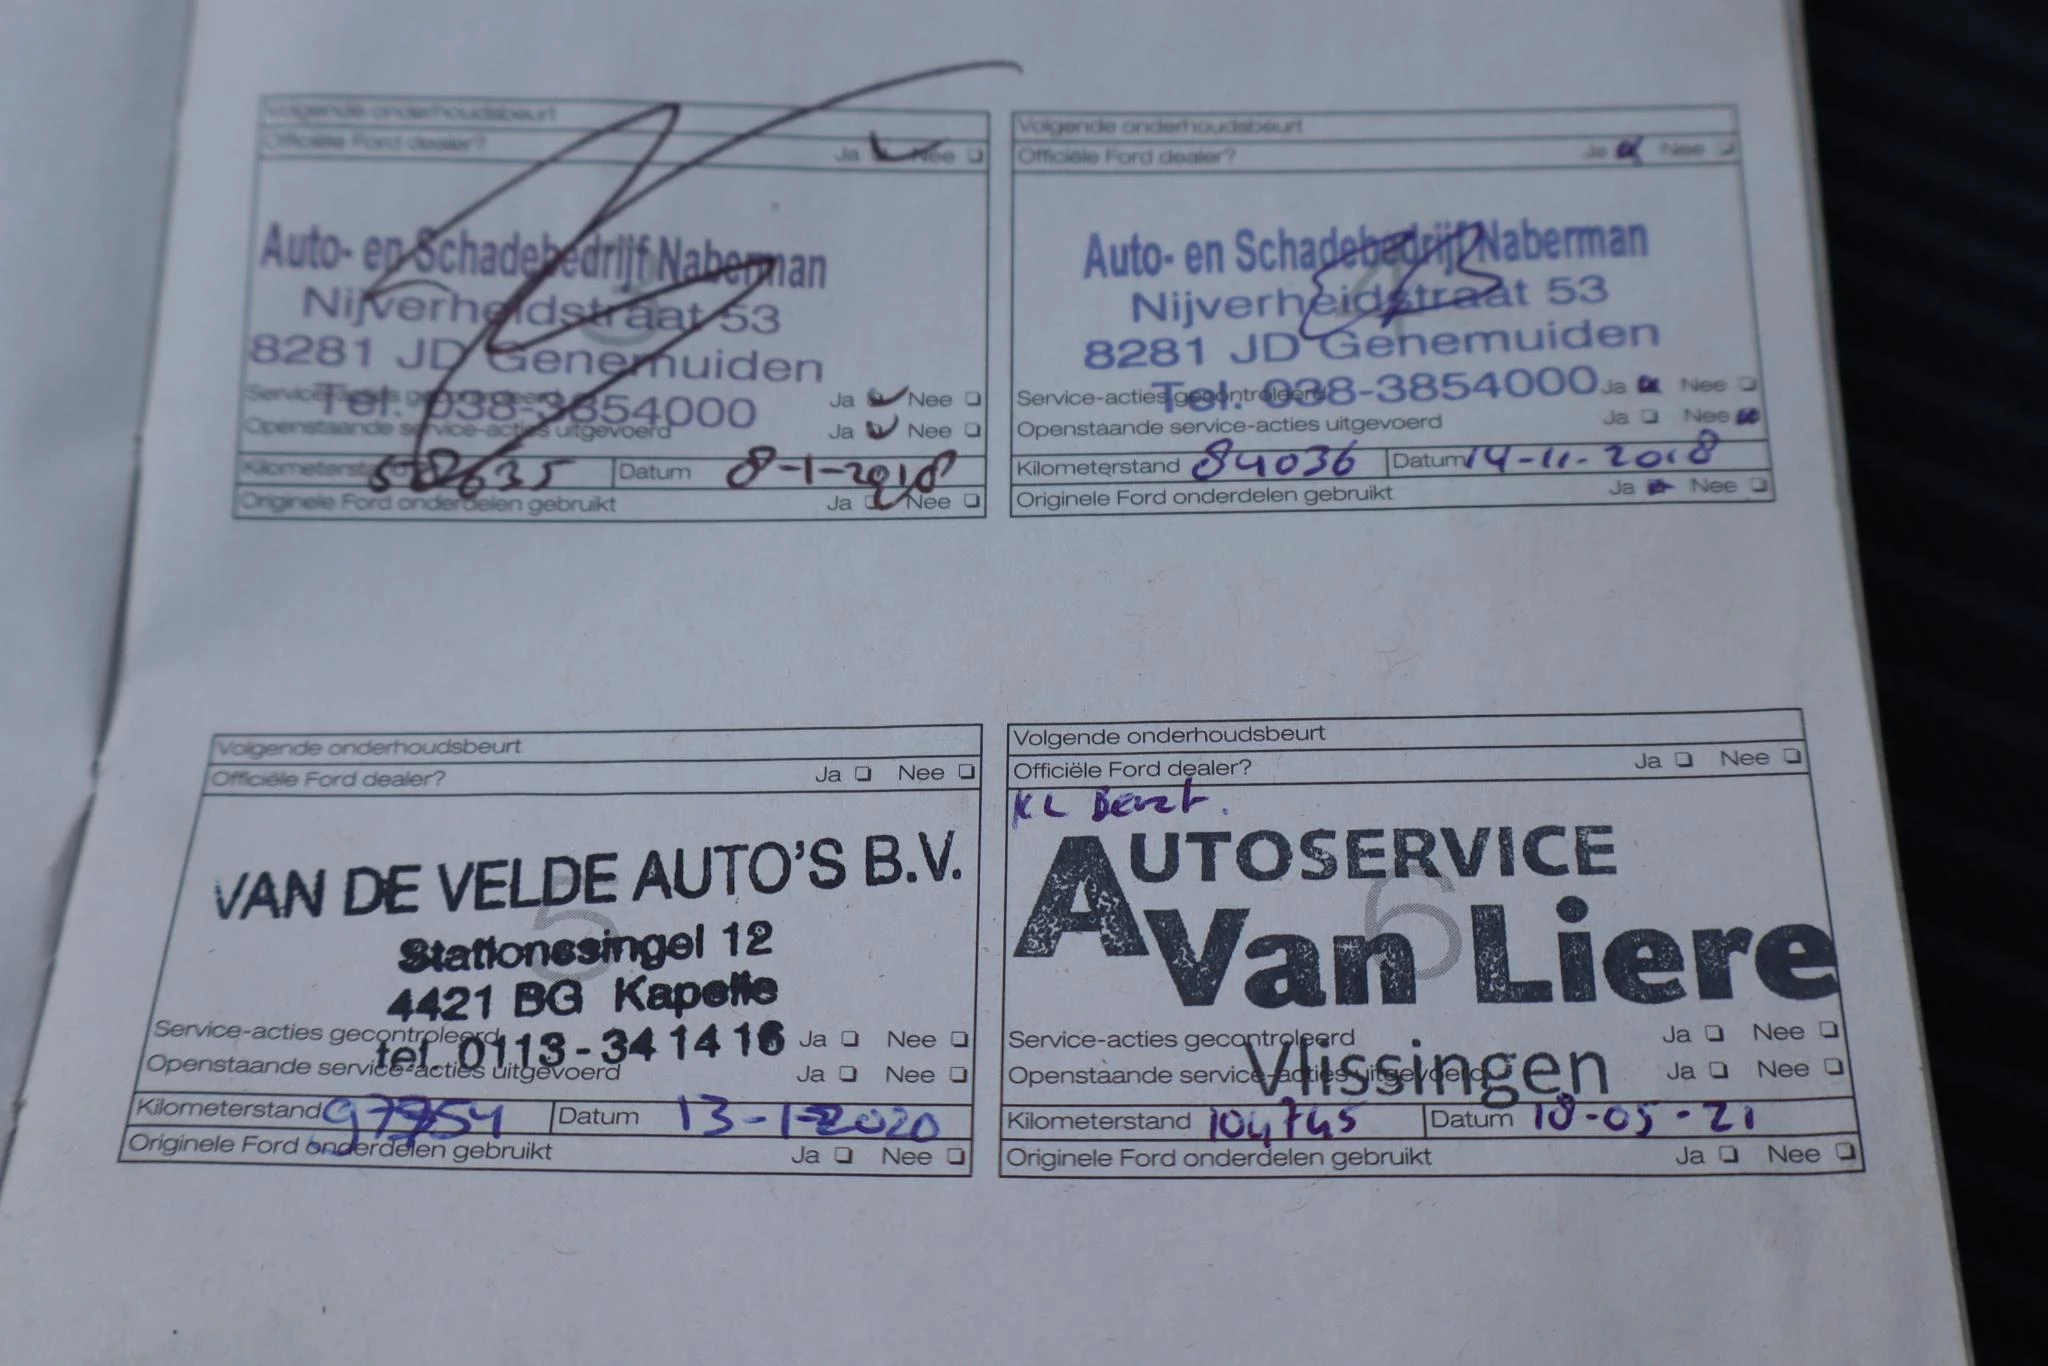 Volgende onderhoudsbeurt
Officiële Ford dealer? Ja Nee
3
Auto- en Schadebedrijf Naberman
Nijverheidstraat 53
8281 JD Genemuiden
Tel. 038-3854000
Service-acties gecontroleerd Ja Nee
Openstaande service-acties uitgevoerd Ja Nee
Kilometerstand Datum 8-1-2018
Originele Ford onderdelen gebruikt Ja Nee
Volgende onderhoudsbeurt
Officiële Ford dealer? Ja Nee
4
Auto- en Schadebedrijf Naberman
Nijverheidstraat 53
8281 JD Genemuiden
Tel. 038-3854000
Service-acties gecontroleerd Ja Nee
Openstaande service-acties uitgevoerd Ja Nee
Kilometerstand 84036 Datum 14-11-2018
Originele Ford onderdelen gebruikt Ja Nee
Volgende onderhoudsbeurt
Officiële Ford dealer? Ja Nee
5
VAN DE VELDE AUTO'S B.V.
Stationssingel 12
4421 BG Kapelle
tel. 0113-34 14 16
Service-acties gecontroleerd Ja Nee
Openstaande service-acties uitgevoerd Ja Nee
Kilometerstand Datum 13-1-2020
Originele Ford onderdelen gebruikt Ja Nee
Volgende onderhoudsbeurt
Officiële Ford dealer? Ja Nee
KL Beurt.
6
AUTOSERVICE
Van Liere
Vlissingen
Service-acties gecontroleerd Ja Nee
Openstaande service-acties uitgevoerd Ja Nee
Kilometerstand 104745 Datum 18-05-21
Originele Ford onderdelen gebruikt Ja Nee